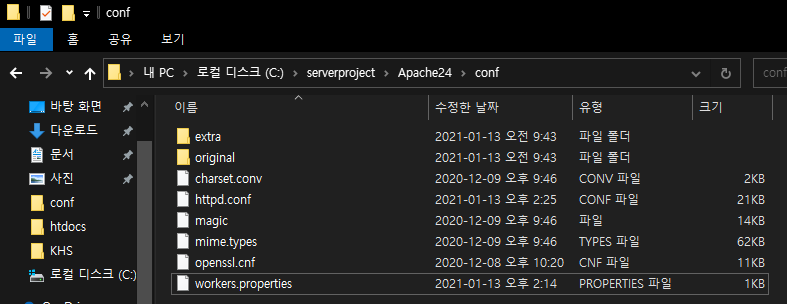 conf
파일 홈 공유 보기
내 PC > 로컬 디스크 (C:) > serverproject > Apache24 > conf
바탕 화면
다운로드
문서
사진
conf
htdocs
KHS
로컬 디스크 (C:)
이름 수정한 날짜 유형 크기
extra 2021-01-13 오전 9:43 파일 폴더
original 2021-01-13 오전 9:43 파일 폴더
charset.conv 2020-12-09 오후 9:46 CONV 파일 2KB
httpd.conf 2021-01-13 오후 2:25 CONF 파일 21KB
magic 2020-12-09 오후 9:46 파일 14KB
mime.types 2020-12-09 오후 9:46 TYPES 파일 62KB
openssl.cnf 2020-12-08 오후 10:20 CNF 파일 11KB
workers.properties 2021-01-13 오후 2:14 PROPERTIES 파일 1KB